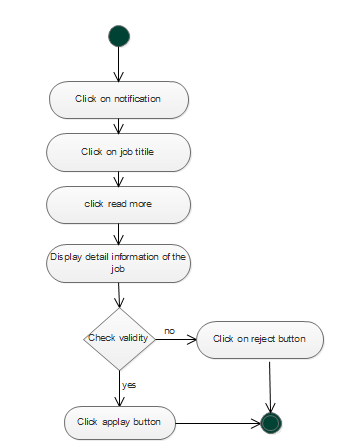 Click on notification
Click on job titile
click read more
Display detail information of the
job
Check validity
no
Click on reject button
yes
Click applay button